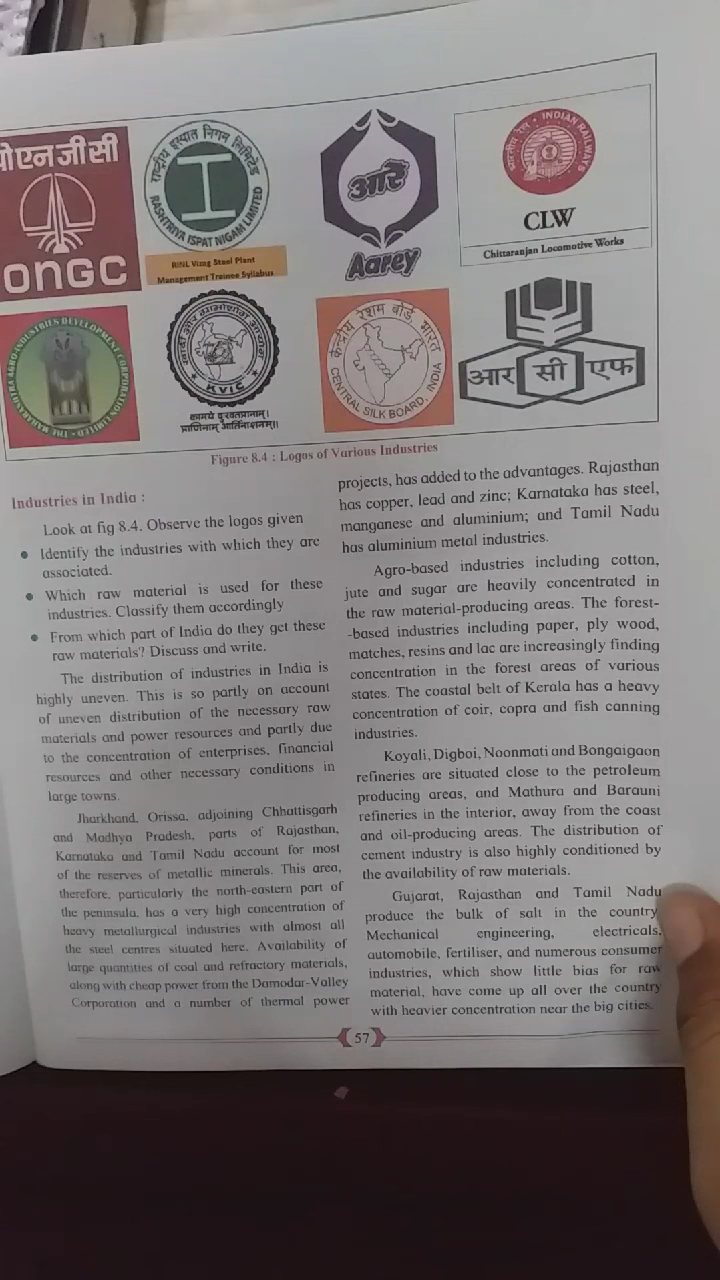 ओएनजीसी
ONGC
राष्ट्रीय इस्पात निगम लिमिटेड
RASHTRIYA ISPAT NIGAM LIMITED
RINL Vizag Steel Plant
Management Trainee Syllabus
आरे
Aarey
भारतीय रेल • INDIAN RAILWAYS
CLW
Chittaranjan Locomotive Works
THE MAHARASHTRA AGRO-INDUSTRIES DEVELOPMENT CORPORATION LIMITED
खादी और ग्रामोद्योग आयोग
KVIC
केन्द्रीय रेशम बोर्ड, भारत
CENTRAL SILK BOARD, INDIA
आर सी एफ
Figure 8.4 : Logos of Various Industries
Industries in India :
Look at fig 8.4. Observe the logos given
● Identify the industries with which they are
associated.
● Which raw material is used for these
industries. Classify them accordingly
● From which part of India do they get these
raw materials? Discuss and write.
The distribution of industries in India is
highly uneven. This is so partly on account
of uneven distribution of the necessary raw
materials and power resources and partly due
to the concentration of enterprises, financial
resources and other necessary conditions in
large towns.
Jharkhand, Orissa, adjoining Chhattisgarh
and Madhya Pradesh, parts of Rajasthan,
Karnataka and Tamil Nadu account for most
of the reserves of metallic minerals. This area,
therefore, particularly the north-eastern part of
the peninsula, has a very high concentration of
heavy metallurgical industries with almost all
the steel centres situated here. Availability of
large quantities of coal and refractory materials,
along with cheap power from the Damodar-Valley
Corporation and a number of thermal power
projects, has added to the advantages. Rajasthan
has copper, lead and zinc; Karnataka has steel,
manganese and aluminium; and Tamil Nadu
has aluminium metal industries.
Agro-based industries including cotton,
jute and sugar are heavily concentrated in
the raw material-producing areas. The forest-
-based industries including paper, ply wood,
matches, resins and lac are increasingly finding
concentration in the forest areas of various
states. The coastal belt of Kerala has a heavy
concentration of coir, copra and fish canning
industries.
Koyali, Digboi, Noonmati and Bongaigaon
refineries are situated close to the petroleum
producing areas, and Mathura and Barauni
refineries in the interior, away from the coast
and oil-producing areas. The distribution of
cement industry is also highly conditioned by
the availability of raw materials.
Gujarat, Rajasthan and Tamil Nadu
produce the bulk of salt in the country
Mechanical engineering, electricals,
automobile, fertiliser, and numerous consumer
industries, which show little bias for raw
material, have come up all over the country
with heavier concentration near the big cities.
57